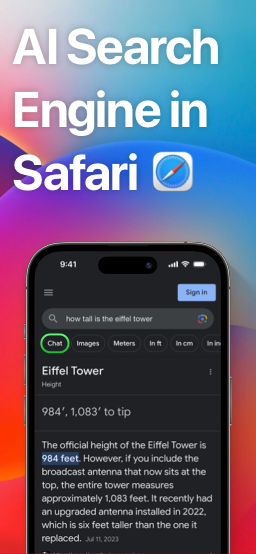 AI Search
Engine in
Safari
9:41
Sign in
how tall is the eiffel tower
Chat Images Meters In ft In cm In
Eiffel Tower
Height
984′, 1,083′ to tip
The official height of the Eiffel Tower is
984 feet. However, if you include the
broadcast antenna that now sits at the
top, the entire tower measures
approximately 1,083 feet. It recently had
an upgraded antenna installed in 2022,
which is six feet taller than the one it
replaced. Jul 11, 2023